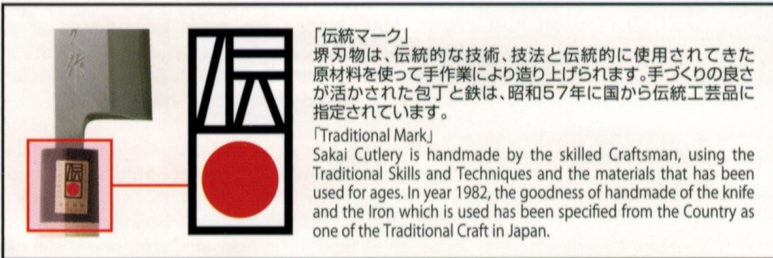 作
伝
「伝統マーク」
堺刃物は、伝統的な技術、技法と伝統的に使用されてきた
原材料を使って手作業により造り上げられます。手づくりの良さ
が活かされた包丁と鉄は、昭和57年に国から伝統工芸品に
指定されています。
「Traditional Mark」
Sakai Cutlery is handmade by the skilled Craftsman, using the
Traditional Skills and Techniques and the materials that has been
used for ages. In year 1982, the goodness of handmade of the knife
and the Iron which is used has been specified from the Country as
one of the Traditional Craft in Japan.